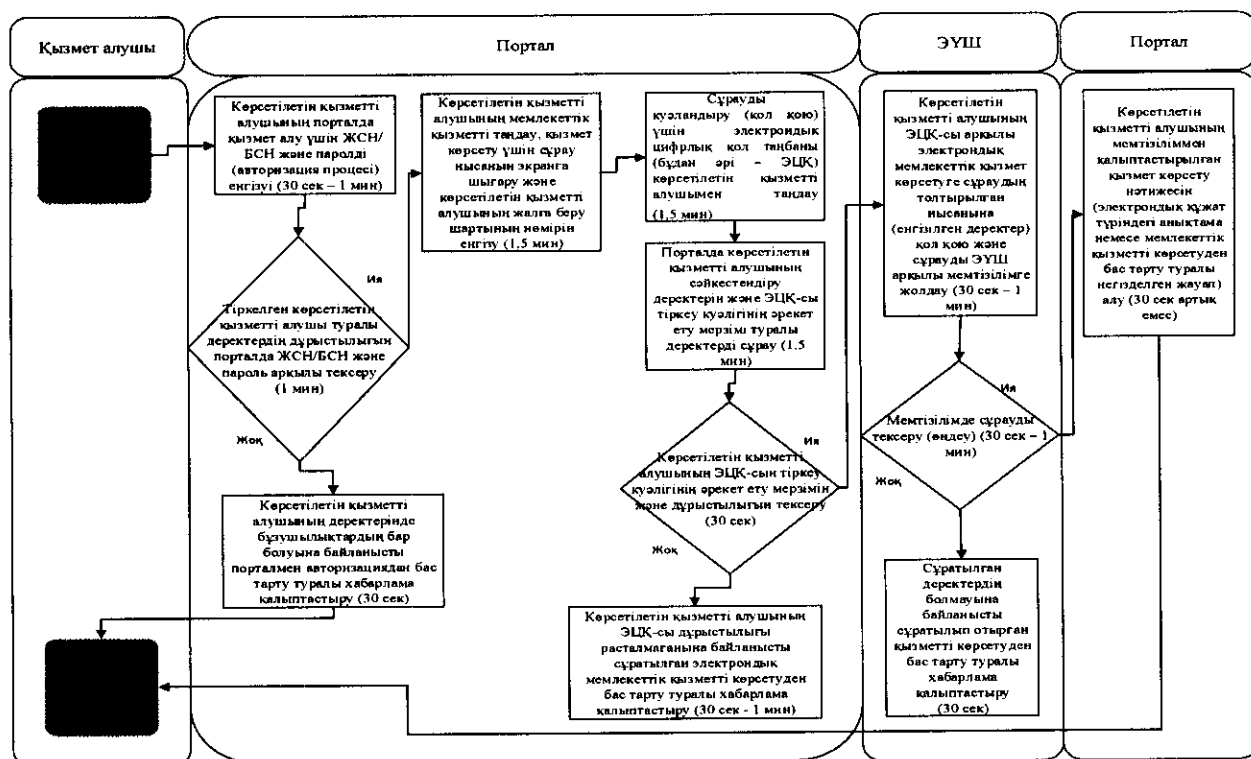 Қызмет алушы
Портал
ЭҮШ
Портал
Көрсетілетін қызметті
алушының порталда
қызмет алу үшін ЖСН/
БСН және паролді
(авторизация процесі)
енгізуі (30 сек – 1 мин)
Ия
Тіркелген көрсетілетін
қызметті алушы туралы
деректердің дұрыстылығын
порталда ЖСН/БСН және
пароль арқылы тексеру
(1 мин)
Жоқ
Көрсетілетін қызметті
алушының деректерінде
бұзушылықтардың бар
болуына байланысты
порталмен авторизациядан бас
тарту туралы хабарлама
қалыптастыру (30 сек)
Көрсетілетін қызметті
алушының мемлекеттік
қызметті таңдау, қызмет
көрсету үшін сұрау
нысанын экранға
шығару және
көрсетілетін қызметті
алушының жалға беру
шартының нөмірін
енгізу (1,5 мин)
Сұрауды
куәландыру (қол қою)
үшін электрондық
цифрлық қол таңбаны
(бұдан әрі – ЭЦҚ)
көрсетілетін қызметті
алушымен таңдау
(1,5 мин)
Порталда көрсетілетін
қызметті алушының
сәйкестендіру
деректерін және ЭЦҚ-сы
тіркеу куәлігінің әрекет
ету мерзімі туралы
деректерді сұрау (1,5 мин)
Ия
Көрсетілетін қызметті
алушының ЭЦҚ-сын тіркеу
куәлігінің әрекет ету мерзімін
және дұрыстылығын тексеру
(30 сек)
Жоқ
Көрсетілетін қызметті алушының
ЭЦҚ-сы дұрыстылығы
расталмағанына байланысты
сұратылған электрондық
мемлекеттік қызметті көрсетуден
бас тарту туралы хабарлама
қалыптастыру (30 сек - 1 мин)
Көрсетілетін
қызметті алушының
ЭЦҚ-сы арқылы
электрондық
мемлекеттік қызмет
көрсетуге сұраудың
толтырылған
нысанына
(енгізілген деректер)
қол қою және
сұрауды ЭҮШ
арқылы мемтізілімге
жолдау (30 сек – 1
мин)
Ия
Мемтізілімде сұрауды
тексеру (өңдеу) (30 сек – 1
мин)
Жоқ
Сұратылған
деректердің
болмауына
байланысты
сұратылып отырған
қызметті көрсетуден
бас тарту туралы
хабарлама
қалыптастыру
(30 сек)
Көрсетілетін
қызметті алушының
мемтізіліммен
қалыптастырылған
қызмет көрсету
нәтижесін
(электрондық құжат
түріндегі анықтама
немесе мемлекеттік
қызметті көрсетуден
бас тарту туралы
негізделген жауап)
алу (30 сек артық
емес)